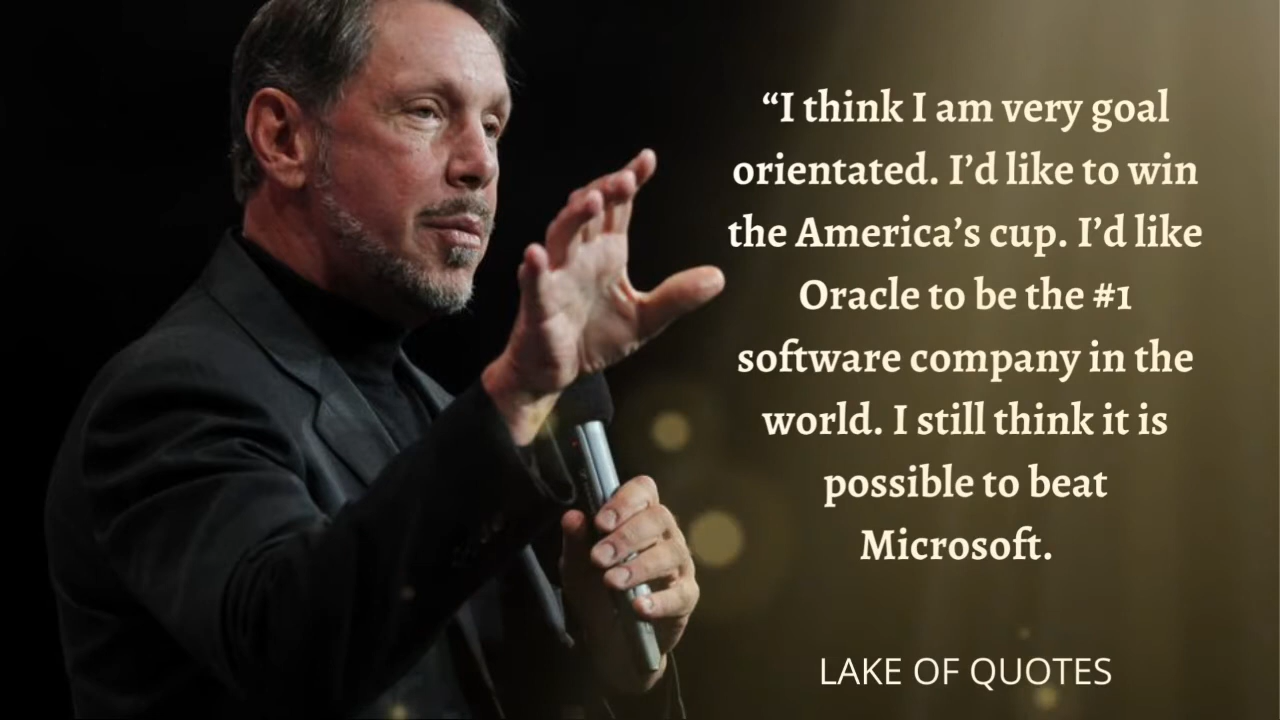 “I think I am very goal
orientated. I’d like to win
the America’s cup. I’d like
Oracle to be the #1
software company in the
world. I still think it is
possible to beat
Microsoft.
LAKE OF QUOTES